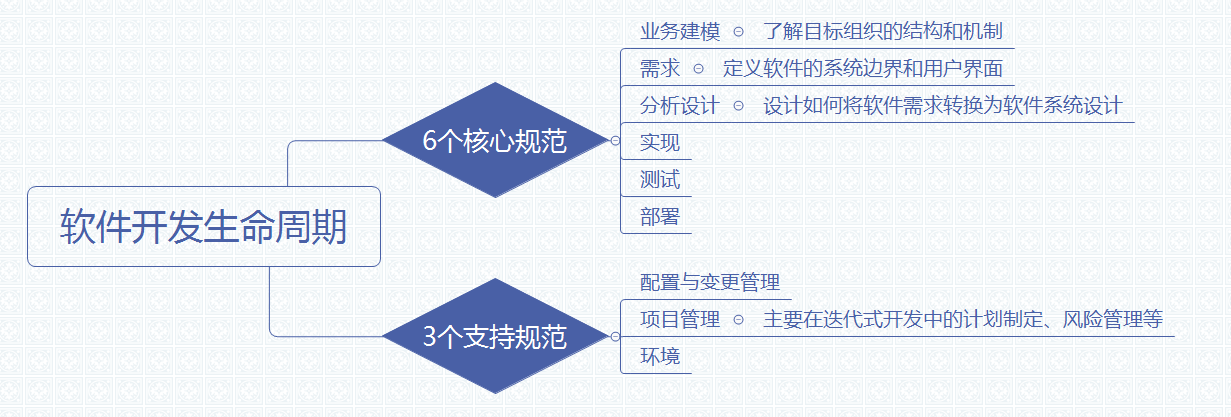 软件开发生命周期
6个核心规范
业务建模 了解目标组织的结构和机制
需求 定义软件的系统边界和用户界面
分析设计 设计如何将软件需求转换为软件系统设计
实现
测试
部署
3个支持规范
配置与变更管理
项目管理 主要在迭代式开发中的计划制定、风险管理等
环境